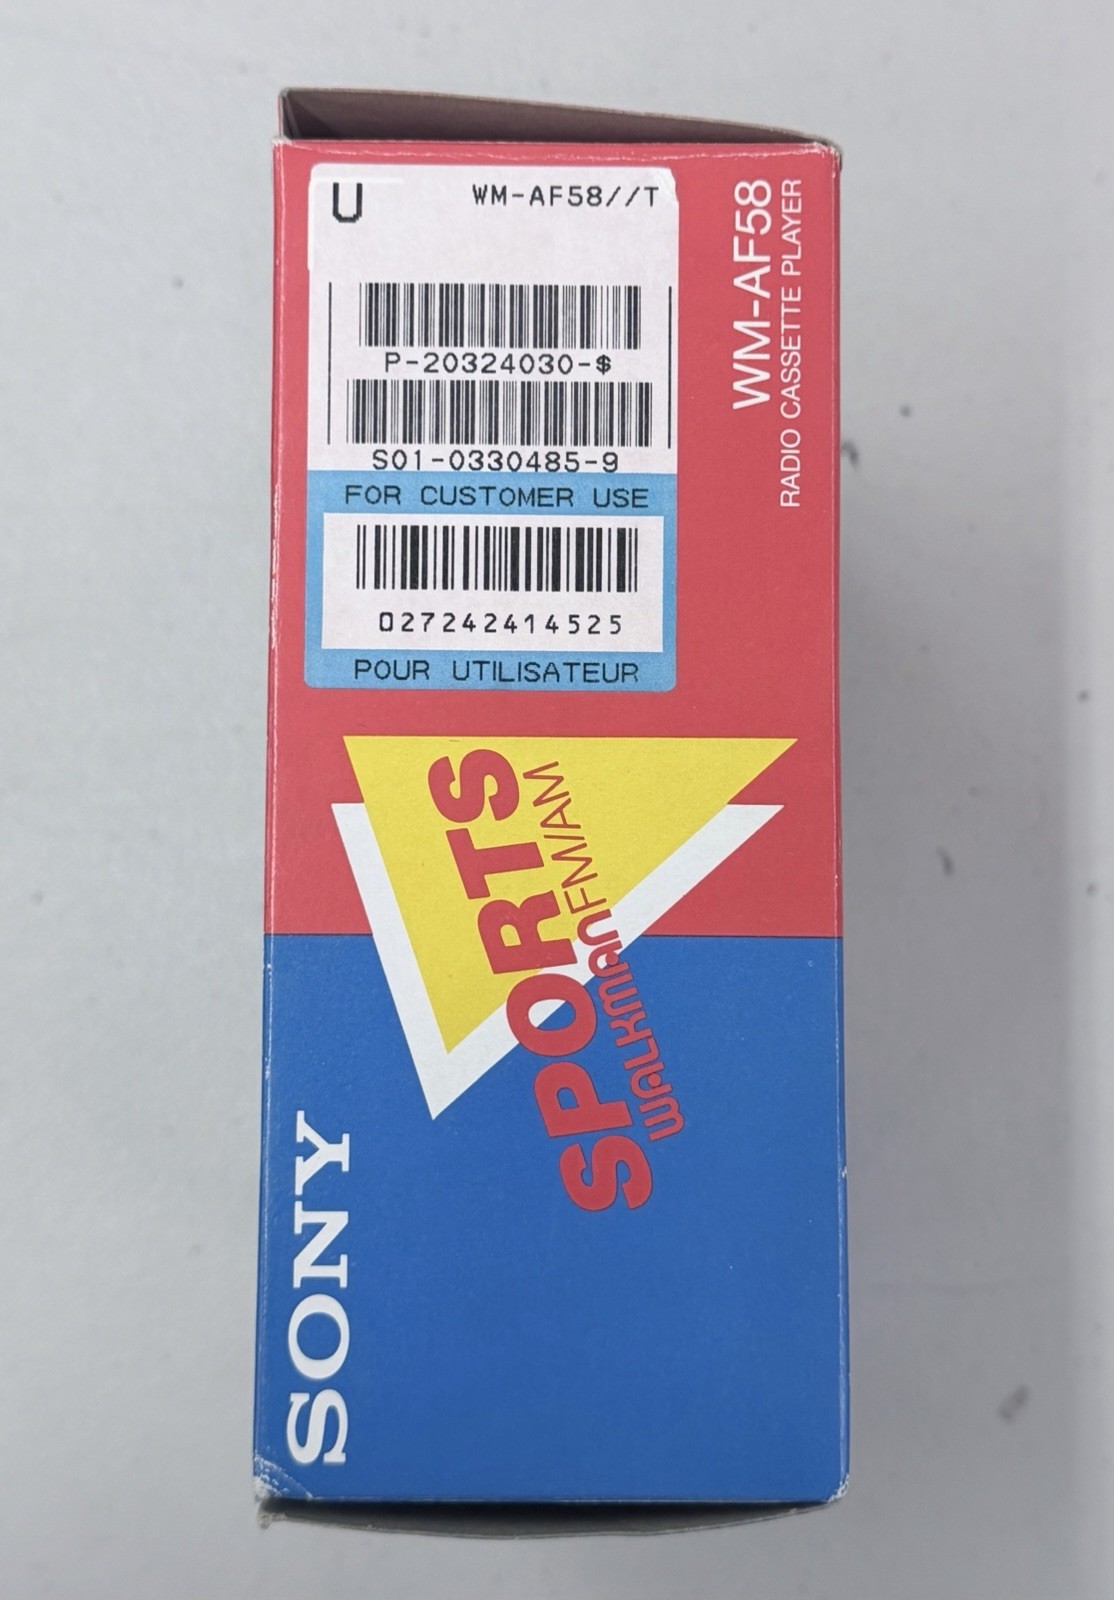 U WM-AF58//T
P-20324030-$
S01-0330485-9
FOR CUSTOMER USE
027242414525
POUR UTILISATEUR
WM-AF58
RADIO CASSETTE PLAYER
SPORTS
WALKMAN FM/AM
SONY